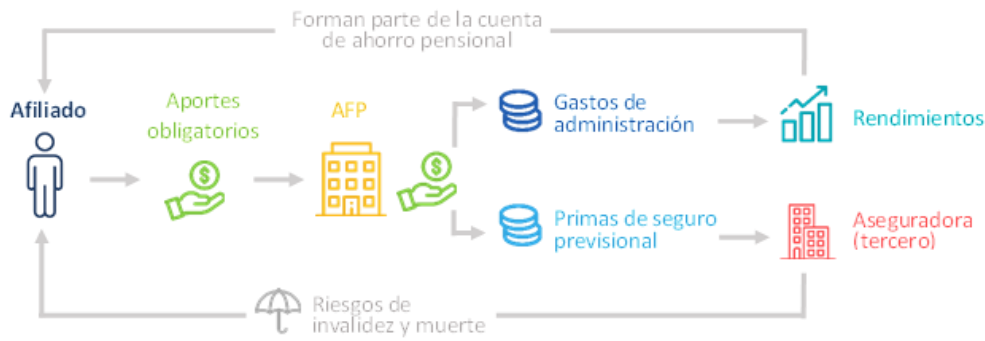 Forman parte de la cuenta
de ahorro pensional
Afiliado
Aportes
obligatorios
AFP
$
$
Gastos de
administración
Rendimientos
Primas de seguro
previsional
Aseguradora
(tercero)
Riesgos de
invalidez y muerte